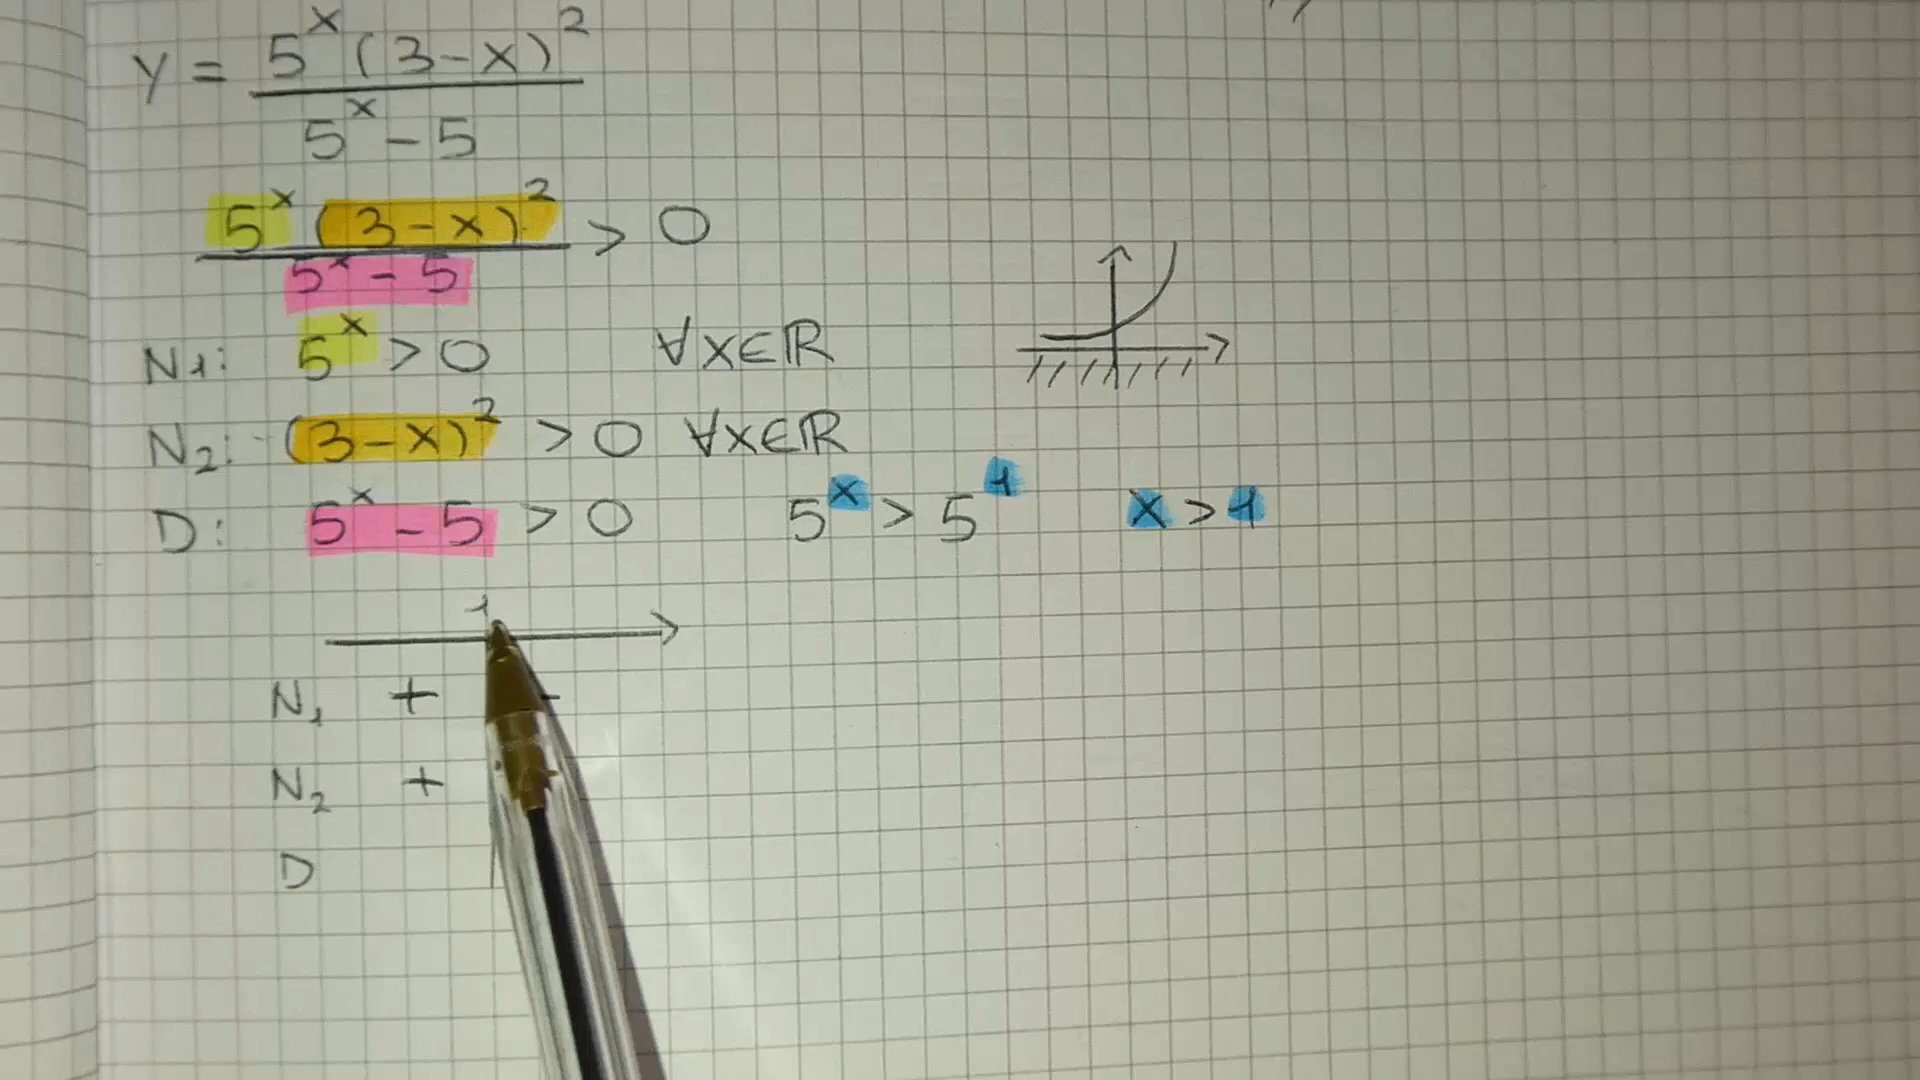 y = 5^x (3-x)^2 / 5^x - 5
5^x (3-x)^2 / 5^x - 5 > 0
N1: 5^x > 0 ∀x∈ℝ
N2: (3-x)^2 > 0 ∀x∈ℝ
D: 5^x - 5 > 0 5^x > 5^1 x > 1
1
N1 +
N2 +
D